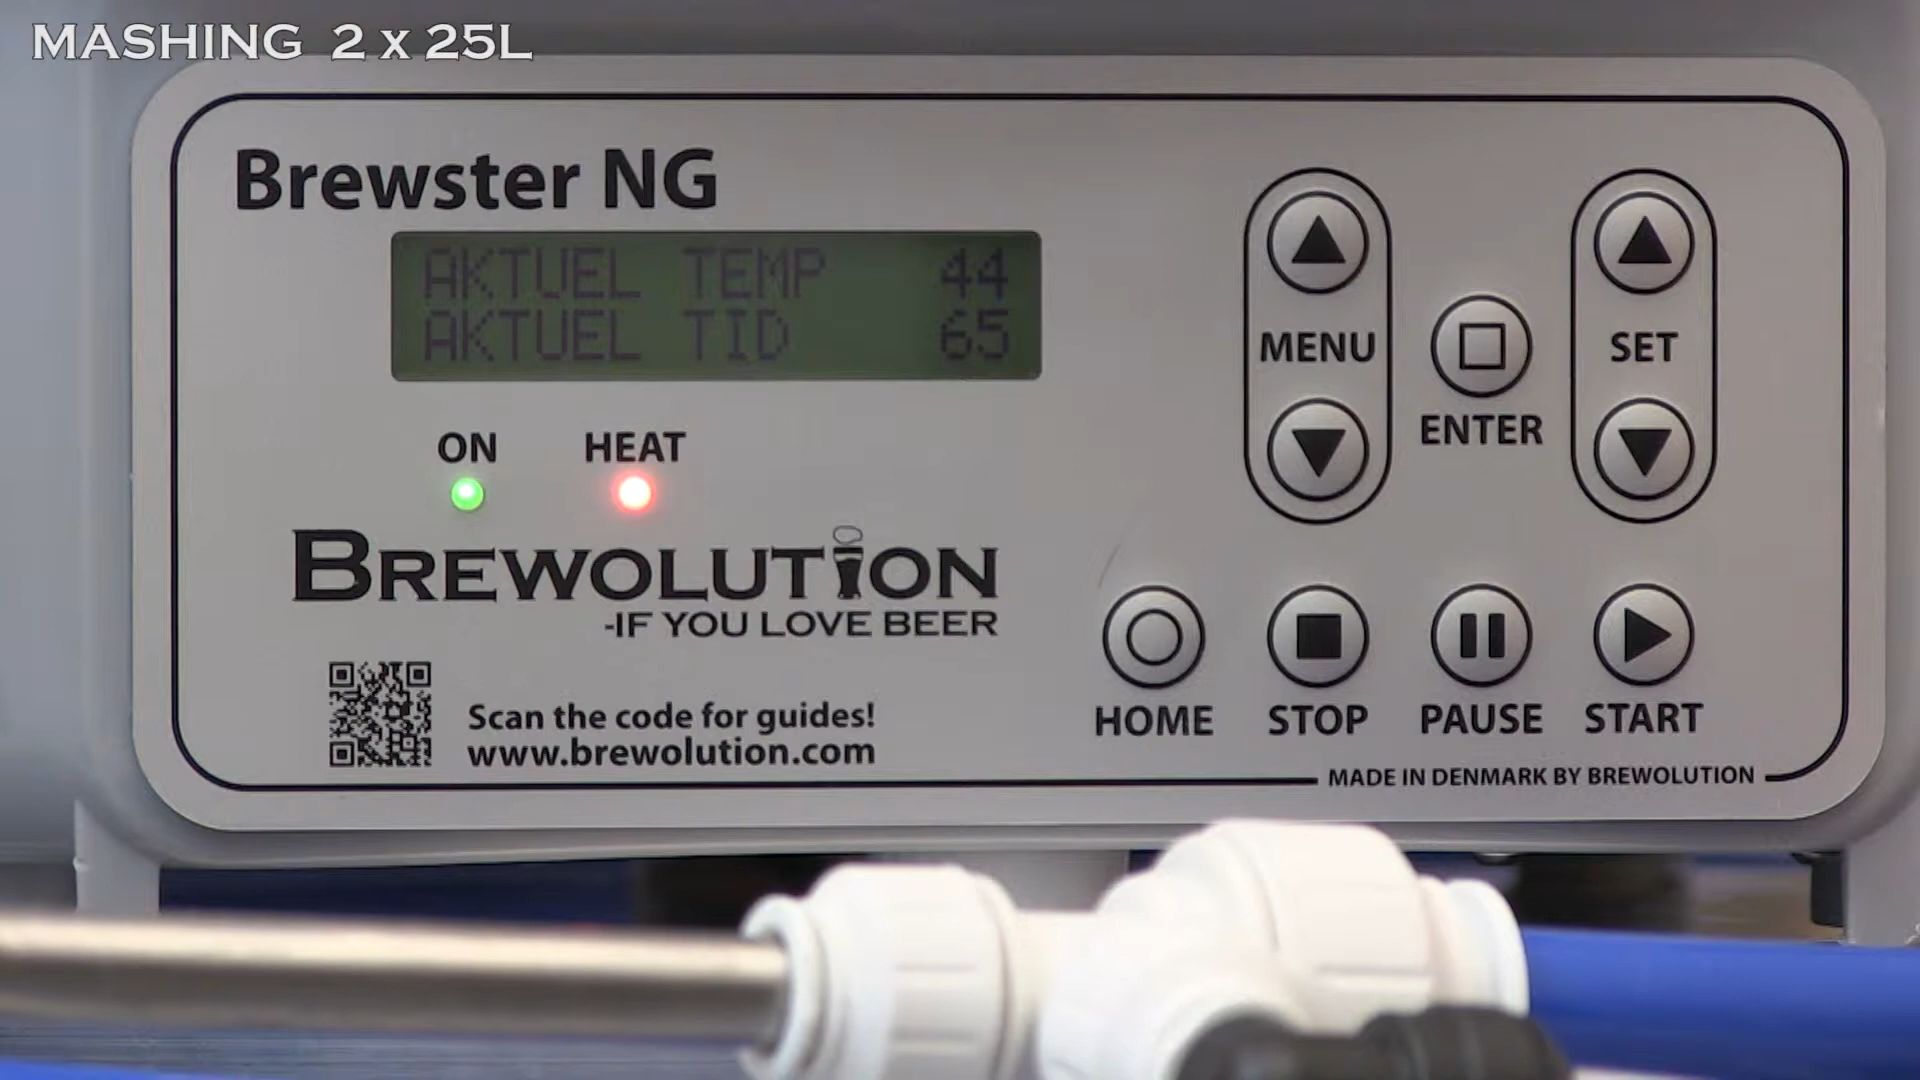 MASHING 2 x 25L
Brewster NG
AKTUEL TEMP 44
AKTUEL TID 65
ON HEAT
BREWOLUTION
-IF YOU LOVE BEER
Scan the code for guides!
www.brewolution.com
MENU
ENTER
SET
HOME STOP PAUSE START
MADE IN DENMARK BY BREWOLUTION